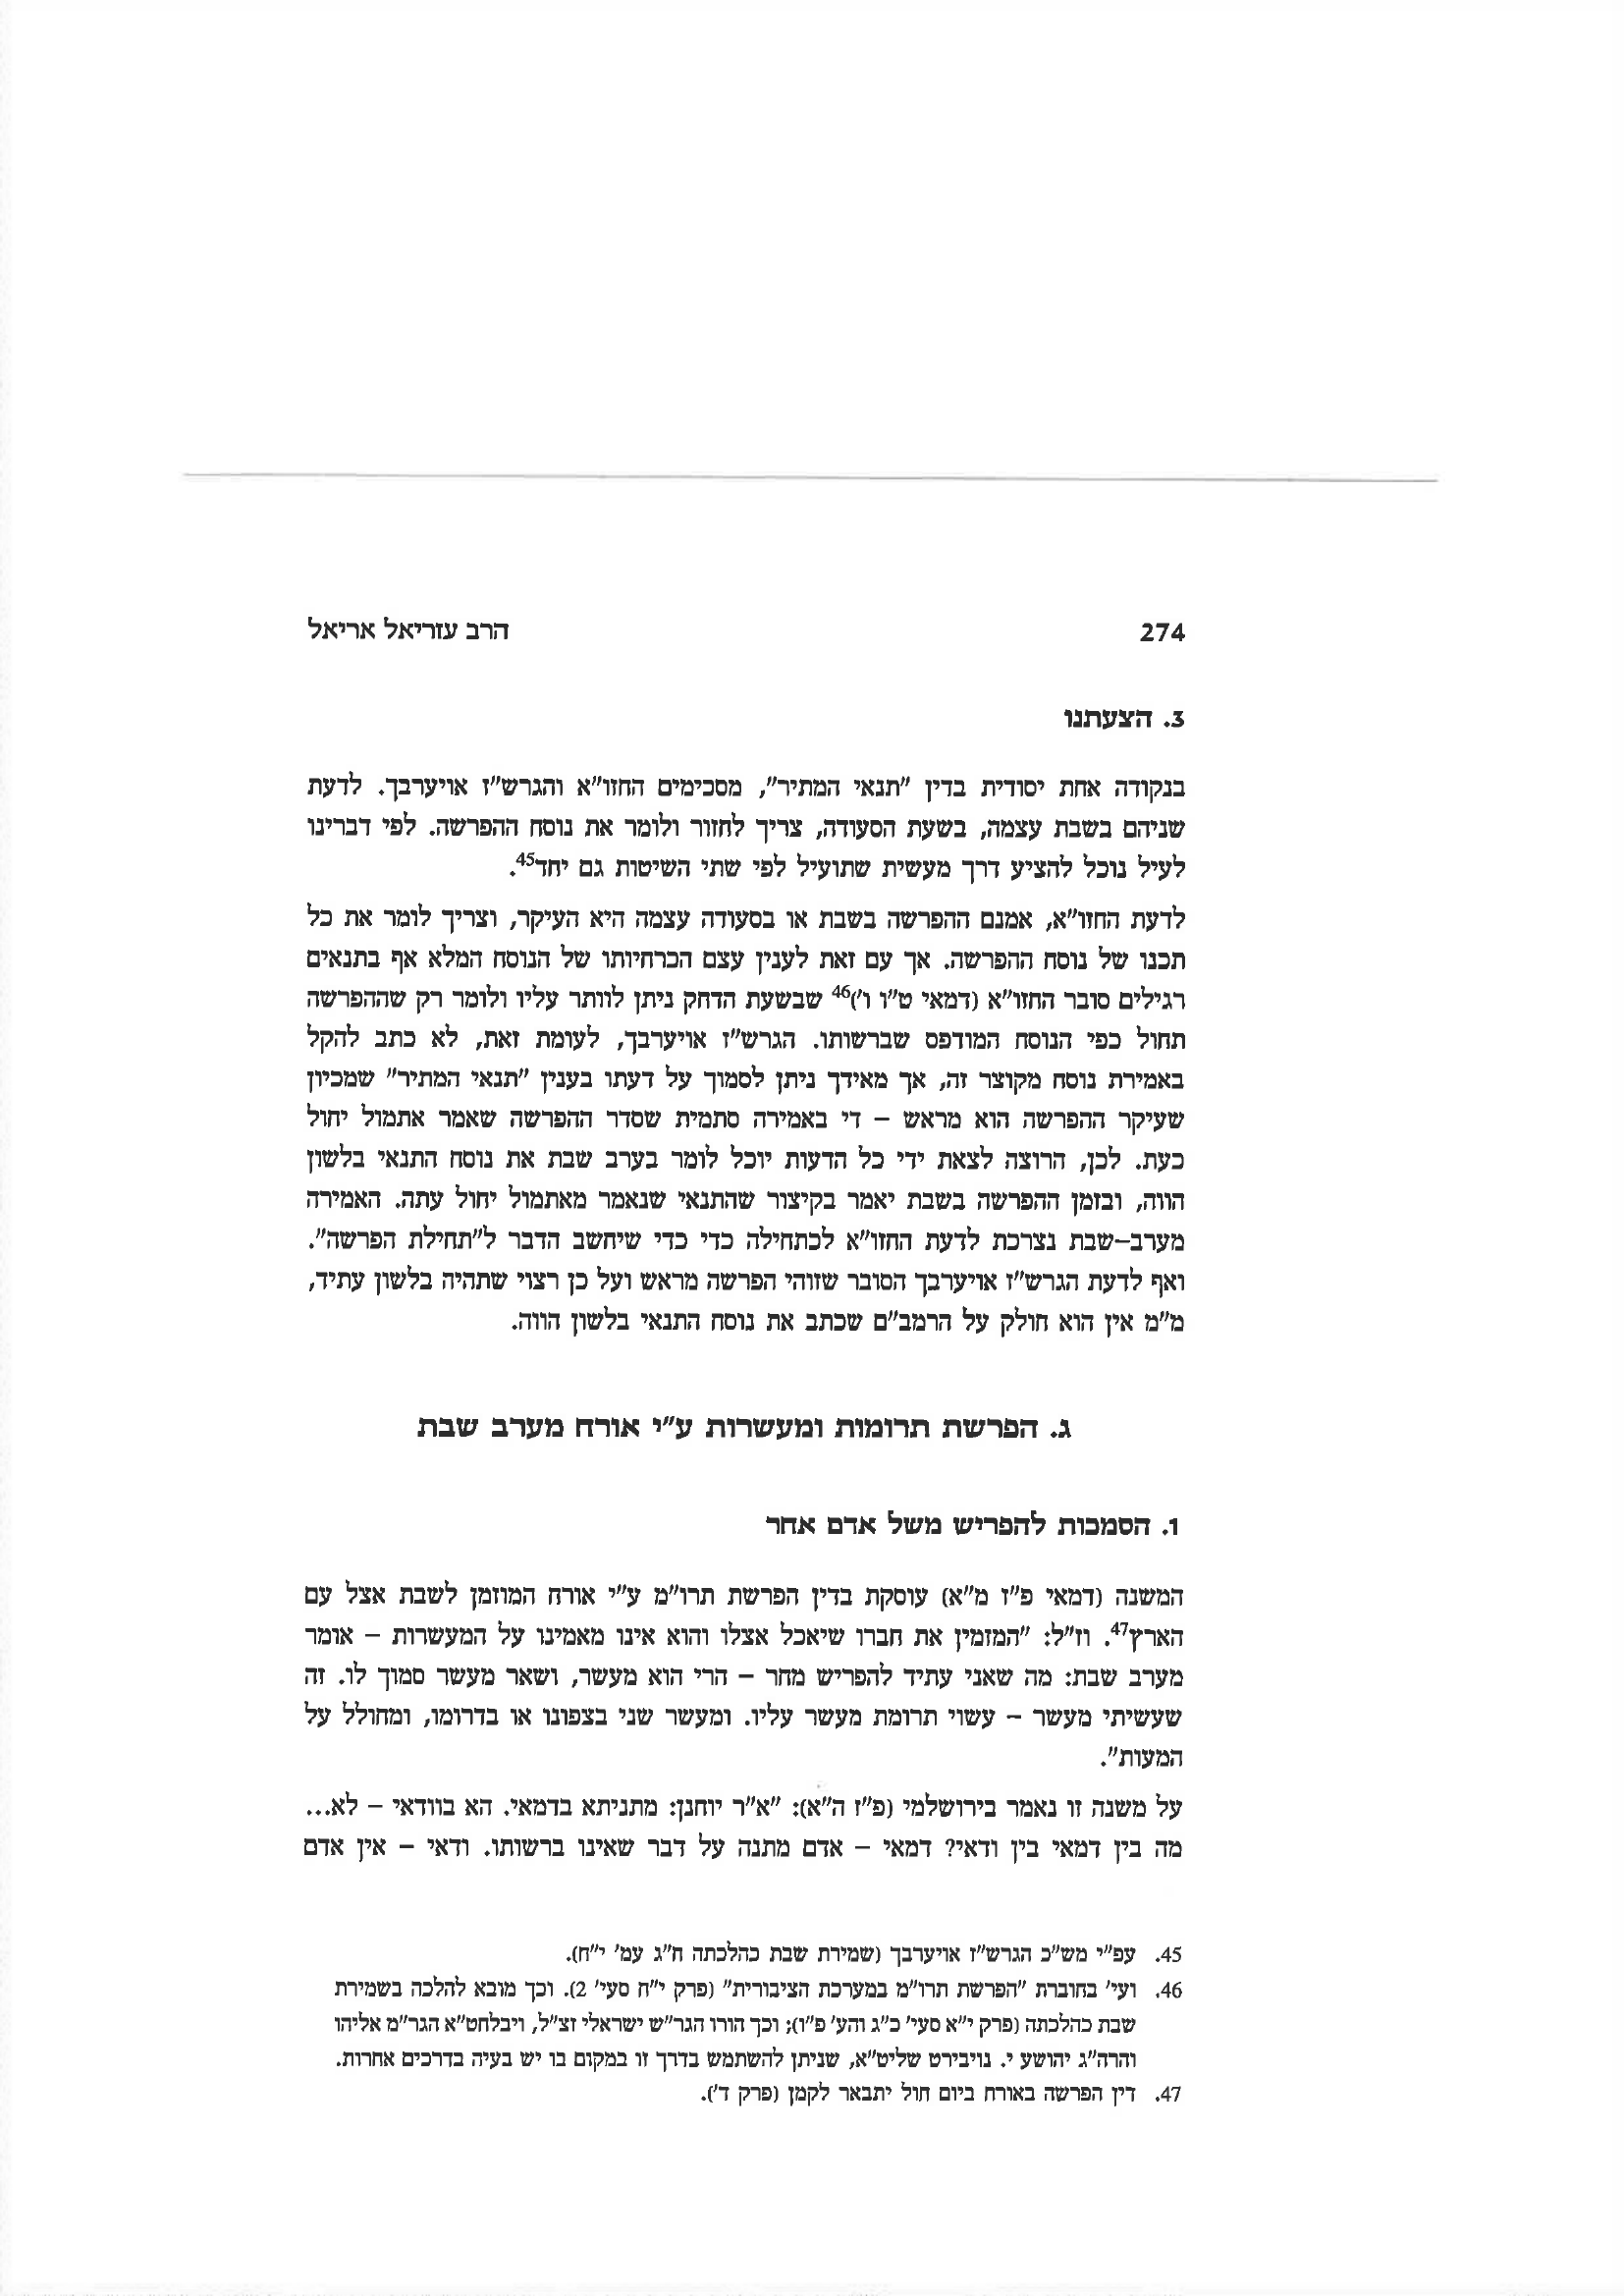 274 הרב עזריאל אריאל
3. הצעתנו
בנקודה אחת יסודית בדין "תנאי המתיר", מסכימים החזו"א והגרש"ז אויערבך. לדעת
שניהם בשבת עצמה, בשעת הסעודה, צריך לחזור ולומר את נוסח ההפרשה. לפי דברינו
לעיל נוכל להציע דרך מעשית שתועיל לפי שתי השיטות גם יחד45.
לדעת החזו"א, אמנם ההפרשה בשבת או בסעודה עצמה היא העיקר, וצריך לומר את כל
תכנו של נוסח ההפרשה. אך עם זאת לענין עצם הכרחיותו של הנוסח המלא אף בתנאים
רגילים סובר החזו"א (דמאי ט"ו ו')46 שבשעת הדחק ניתן לוותר עליו ולומר רק שההפרשה
תחול כפי הנוסח המודפס שברשותו. הגרש"ז אויערבך, לעומת זאת, לא כתב להקל
באמירת נוסח מקוצר זה, אך מאידך ניתן לסמוך על דעתו בענין "תנאי המתיר" שמכיון
שעיקר ההפרשה הוא מראש – די באמירה סתמית שסדר ההפרשה שאמר אתמול יחול
כעת. לכן, הרוצה לצאת ידי כל הדעות יוכל לומר בערב שבת את נוסח התנאי בלשון
הווה, ובזמן ההפרשה בשבת יאמר בקיצור שהתנאי שנאמר מאתמול יחול עתה. האמירה
מערב–שבת נצרכת לדעת החזו"א לכתחילה כדי כדי שיחשב הדבר ל"תחילת הפרשה".
ואף לדעת הגרש"ז אויערבך הסובר שזוהי הפרשה מראש ועל כן רצוי שתהיה בלשון עתיד,
מ"מ אין הוא חולק על הרמב"ם שכתב את נוסח התנאי בלשון הווה.
ג. הפרשת תרומות ומעשרות ע"י אורח מערב שבת
1. הסמכות להפריש משל אדם אחר
המשנה (דמאי פ"ז מ"א) עוסקת בדין הפרשת תרו"מ ע"י אורח המוזמן לשבת אצל עם
הארץ47. וז"ל: "המזמין את חברו שיאכל אצלו והוא אינו מאמינו על המעשרות – אומר
מערב שבת: מה שאני עתיד להפריש מחר – הרי הוא מעשר, ושאר מעשר סמוך לו. זה
שעשיתי מעשר – עשוי תרומת מעשר עליו. ומעשר שני בצפונו או בדרומו, ומחולל על
המעות".
על משנה זו נאמר בירושלמי (פ"ז ה"א): "א"ר יוחנן: מתניתא בדמאי. הא בוודאי – לא...
מה בין דמאי בין ודאי? דמאי – אדם מתנה על דבר שאינו ברשותו. ודאי – אין אדם
45. עפ"י מש"כ הגרש"ז אויערבך (שמירת שבת כהלכתה ח"ג עמ' י"ח).
46. ועי' בחוברת "הפרשת תרו"מ במערכת הציבורית" (פרק י"ח סעי' 2). וכך מובא להלכה בשמירת
שבת כהלכתה (פרק י"א סעי' כ"ג והע' פ"ו); וכך הורו הגר"ש ישראלי זצ"ל, ויבלחט"א הגר"מ אליהו
והרה"ג יהושע י. נויבירט שליט"א, שניתן להשתמש בדרך זו במקום בו יש בעיה בדרכים אחרות.
47. דין הפרשה באורח ביום חול יתבאר לקמן (פרק ד').